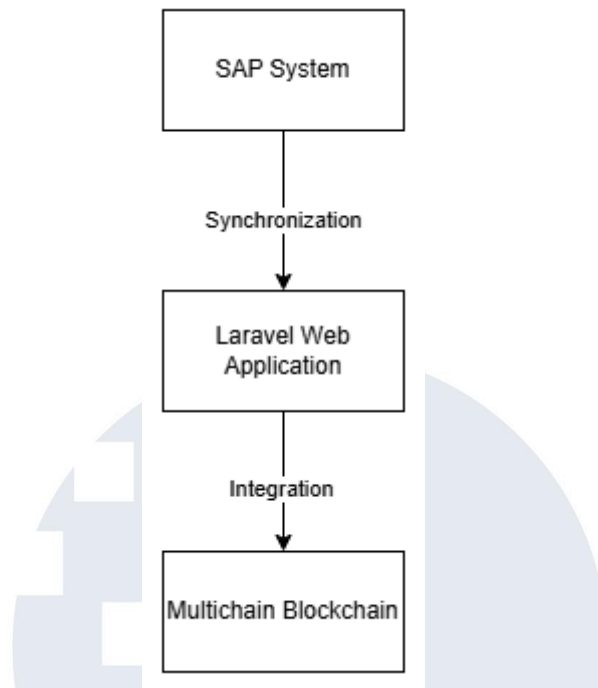 SAP System
Synchronization
Laravel Web
Application
Integration
Multichain Blockchain